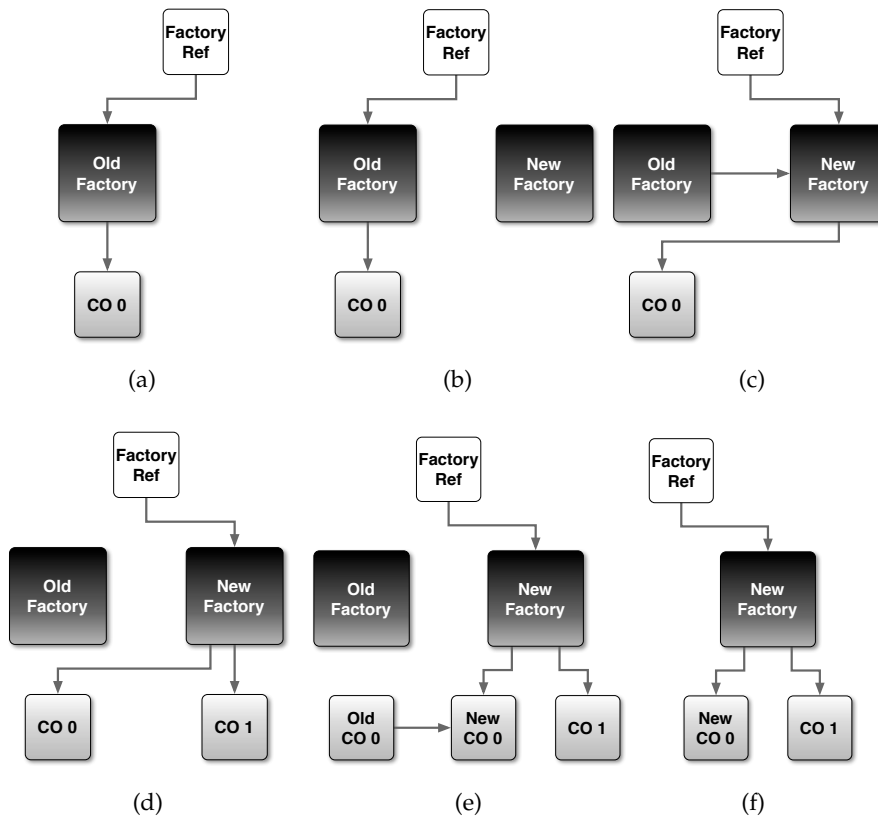 Factory
Ref
Old
Factory
CO 0
(a)
Factory
Ref
Old
Factory
New
Factory
CO 0
(b)
Factory
Ref
Old
Factory
New
Factory
CO 0
(c)
Factory
Ref
Old
Factory
New
Factory
CO 0
CO 1
(d)
Factory
Ref
Old
Factory
New
Factory
Old
CO 0
New
CO 0
CO 1
(e)
Factory
Ref
New
Factory
New
CO 0
CO 1
(f)